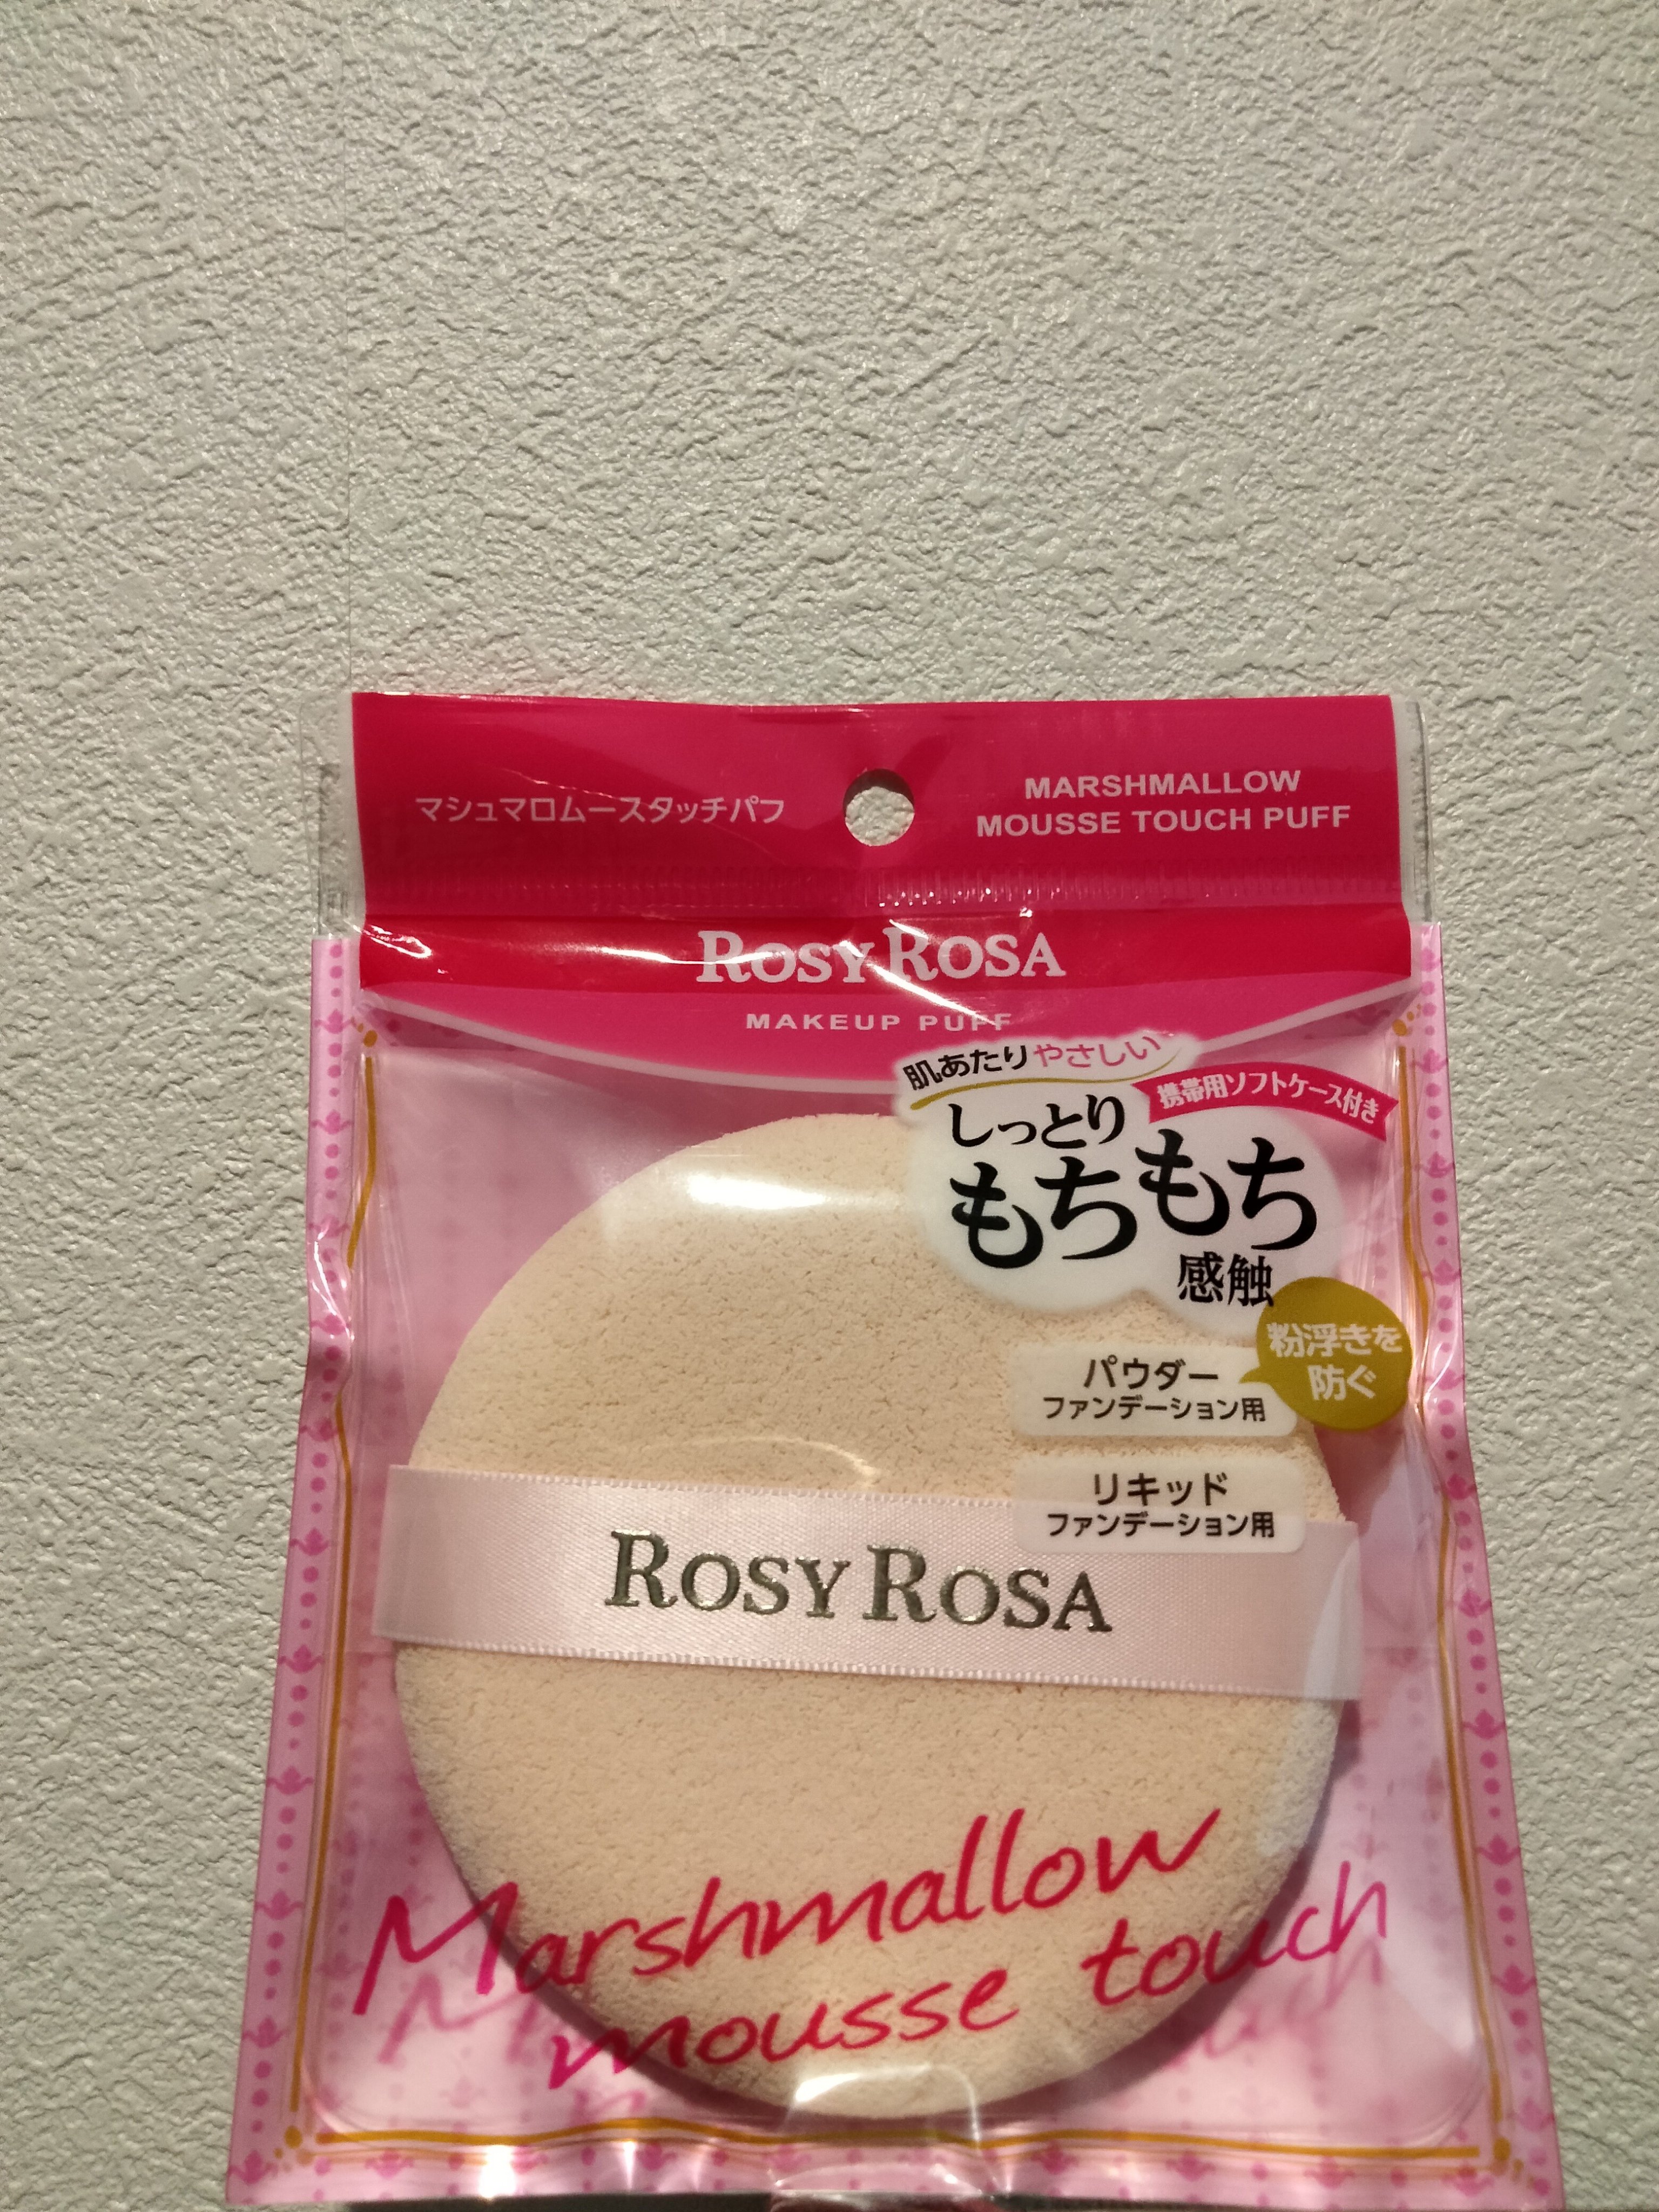 マシュマロムースタッチパフ
MARSHMALLOW
MOUSSE TOUCH PUFF
ROSY ROSA
MAKEUP PUFF
肌あたりやさしい
携帯用ソフトケース付き
しっとり
もちもち
感触
粉浮きを
防ぐ
パウダー
ファンデーション用
リキッド
ファンデーション用
ROSY ROSA
Marshmallow
mousse touch